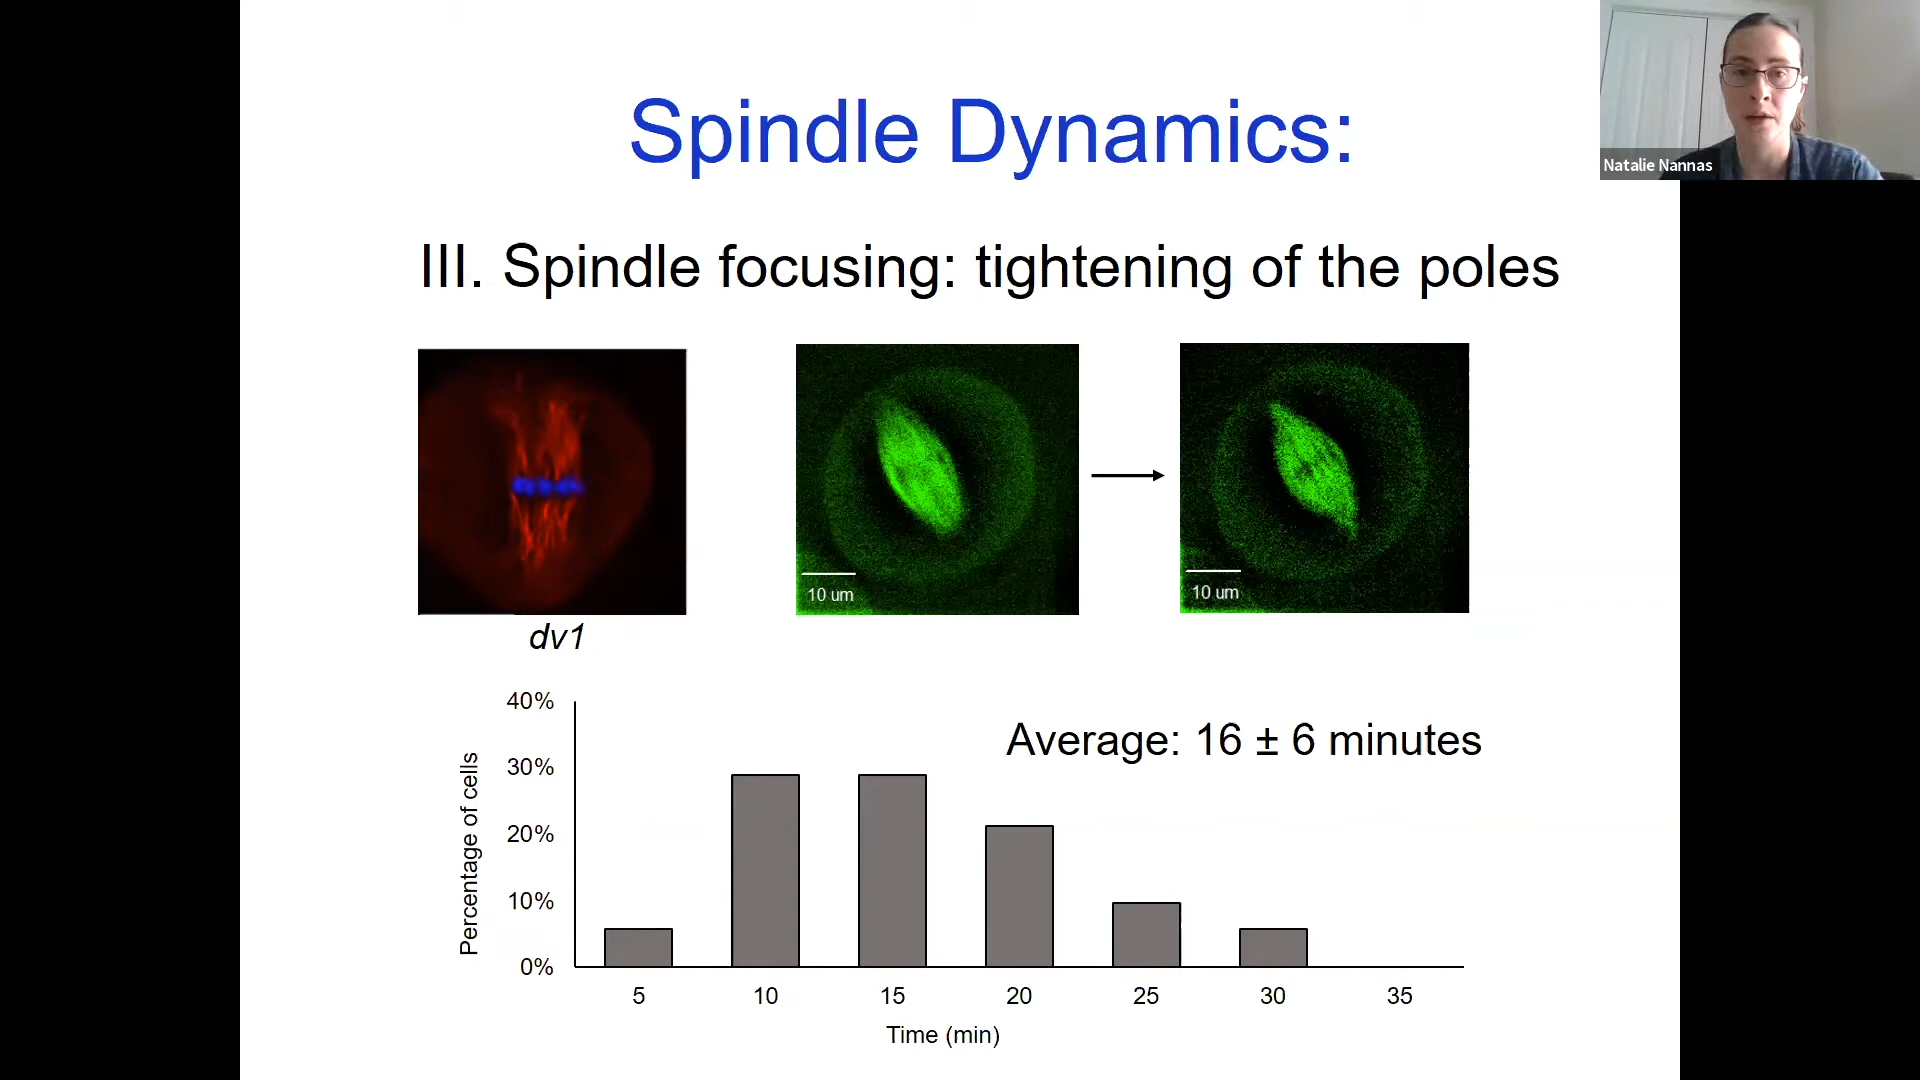 Natalie Nannas
Spindle Dynamics:
III. Spindle focusing: tightening of the poles
10 um
10 um
dv1
Average: 16 ± 6 minutes
Percentage of cells
40%
30%
20%
10%
0%
5 10 15 20 25 30 35
Time (min)